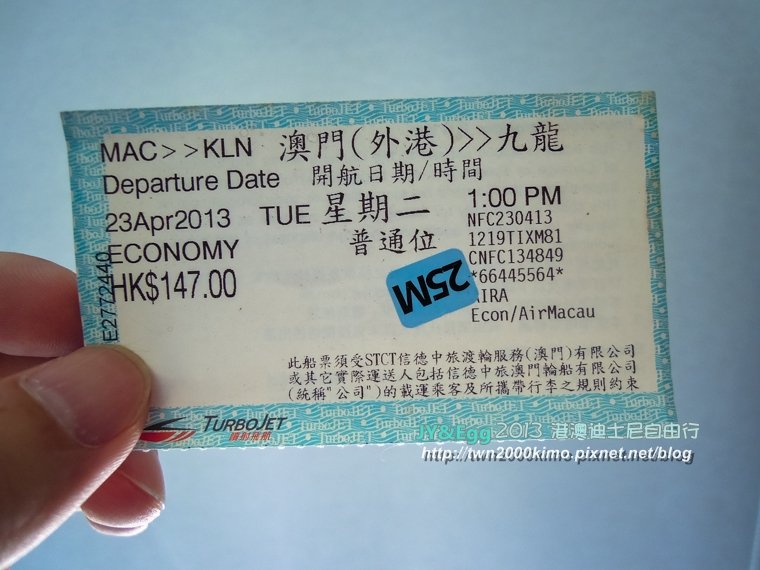 MAC>>KLN 澳門(外港)>>九龍
Departure Date 開航日期/時間
23Apr2013 TUE 星期二 1:00 PM
ECONOMY 普通位
HK$147.00
NFC230413
1219TIXM81
CNFC134849
*66445564*
Econ/AirMacau
25M
E2772440
此船票須受STCT信德中旅渡輪服務(澳門)有限公司
或其它實際運送人包括信德中旅澳門輪船有限公司
(統稱"公司")的載運乘客及所攜帶行李之規則約束
TURBOJET
噴射飛航
JY&Egg 2013 港澳迪士尼自由行
http://twn2000kimo.pixnet.net/blog